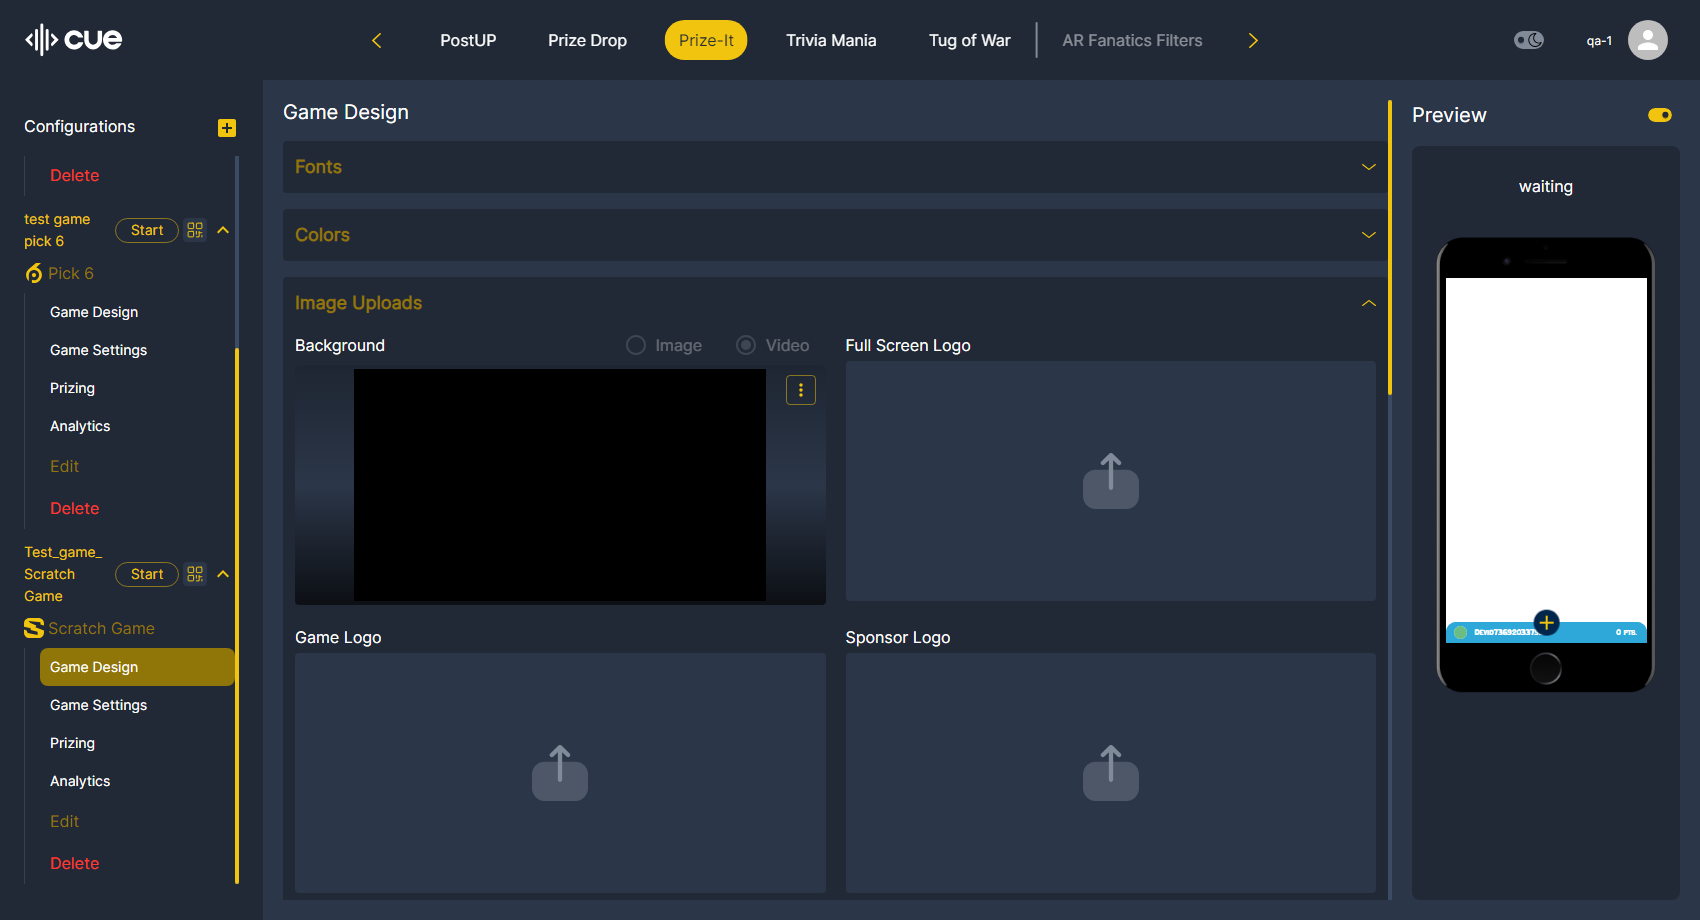 cue
PostUP
Prize Drop
Prize-It
Trivia Mania
Tug of War
AR Fanatics Filters
qa-1
Configurations
Delete
test game
pick 6
Start
Pick 6
Game Design
Game Settings
Prizing
Analytics
Edit
Delete
Test_game_
Scratch
Game
Start
Scratch Game
Game Design
Game Settings
Prizing
Analytics
Edit
Delete
Game Design
Fonts
Colors
Image Uploads
Background
Image
Video
Full Screen Logo
Game Logo
Sponsor Logo
Preview
waiting
0 PTS.